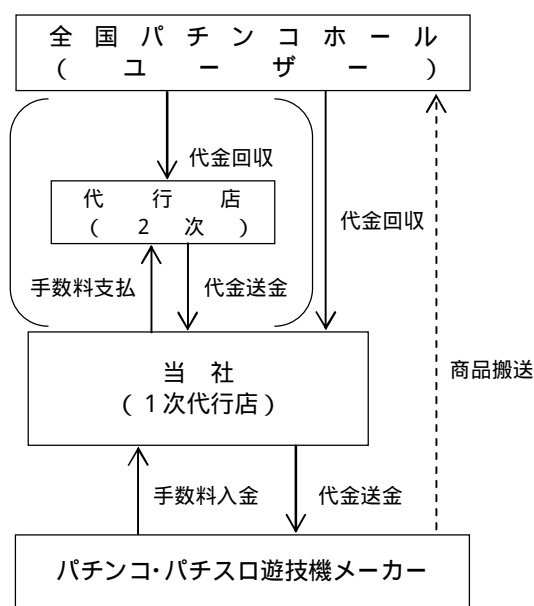 全国パチンコホール
(ユーザー)
代金回収
代行店
(2次)
代金回収
手数料支払
代金送金
当社
(1次代行店)
商品搬送
手数料入金
代金送金
パチンコ・パチスロ遊技機メーカー